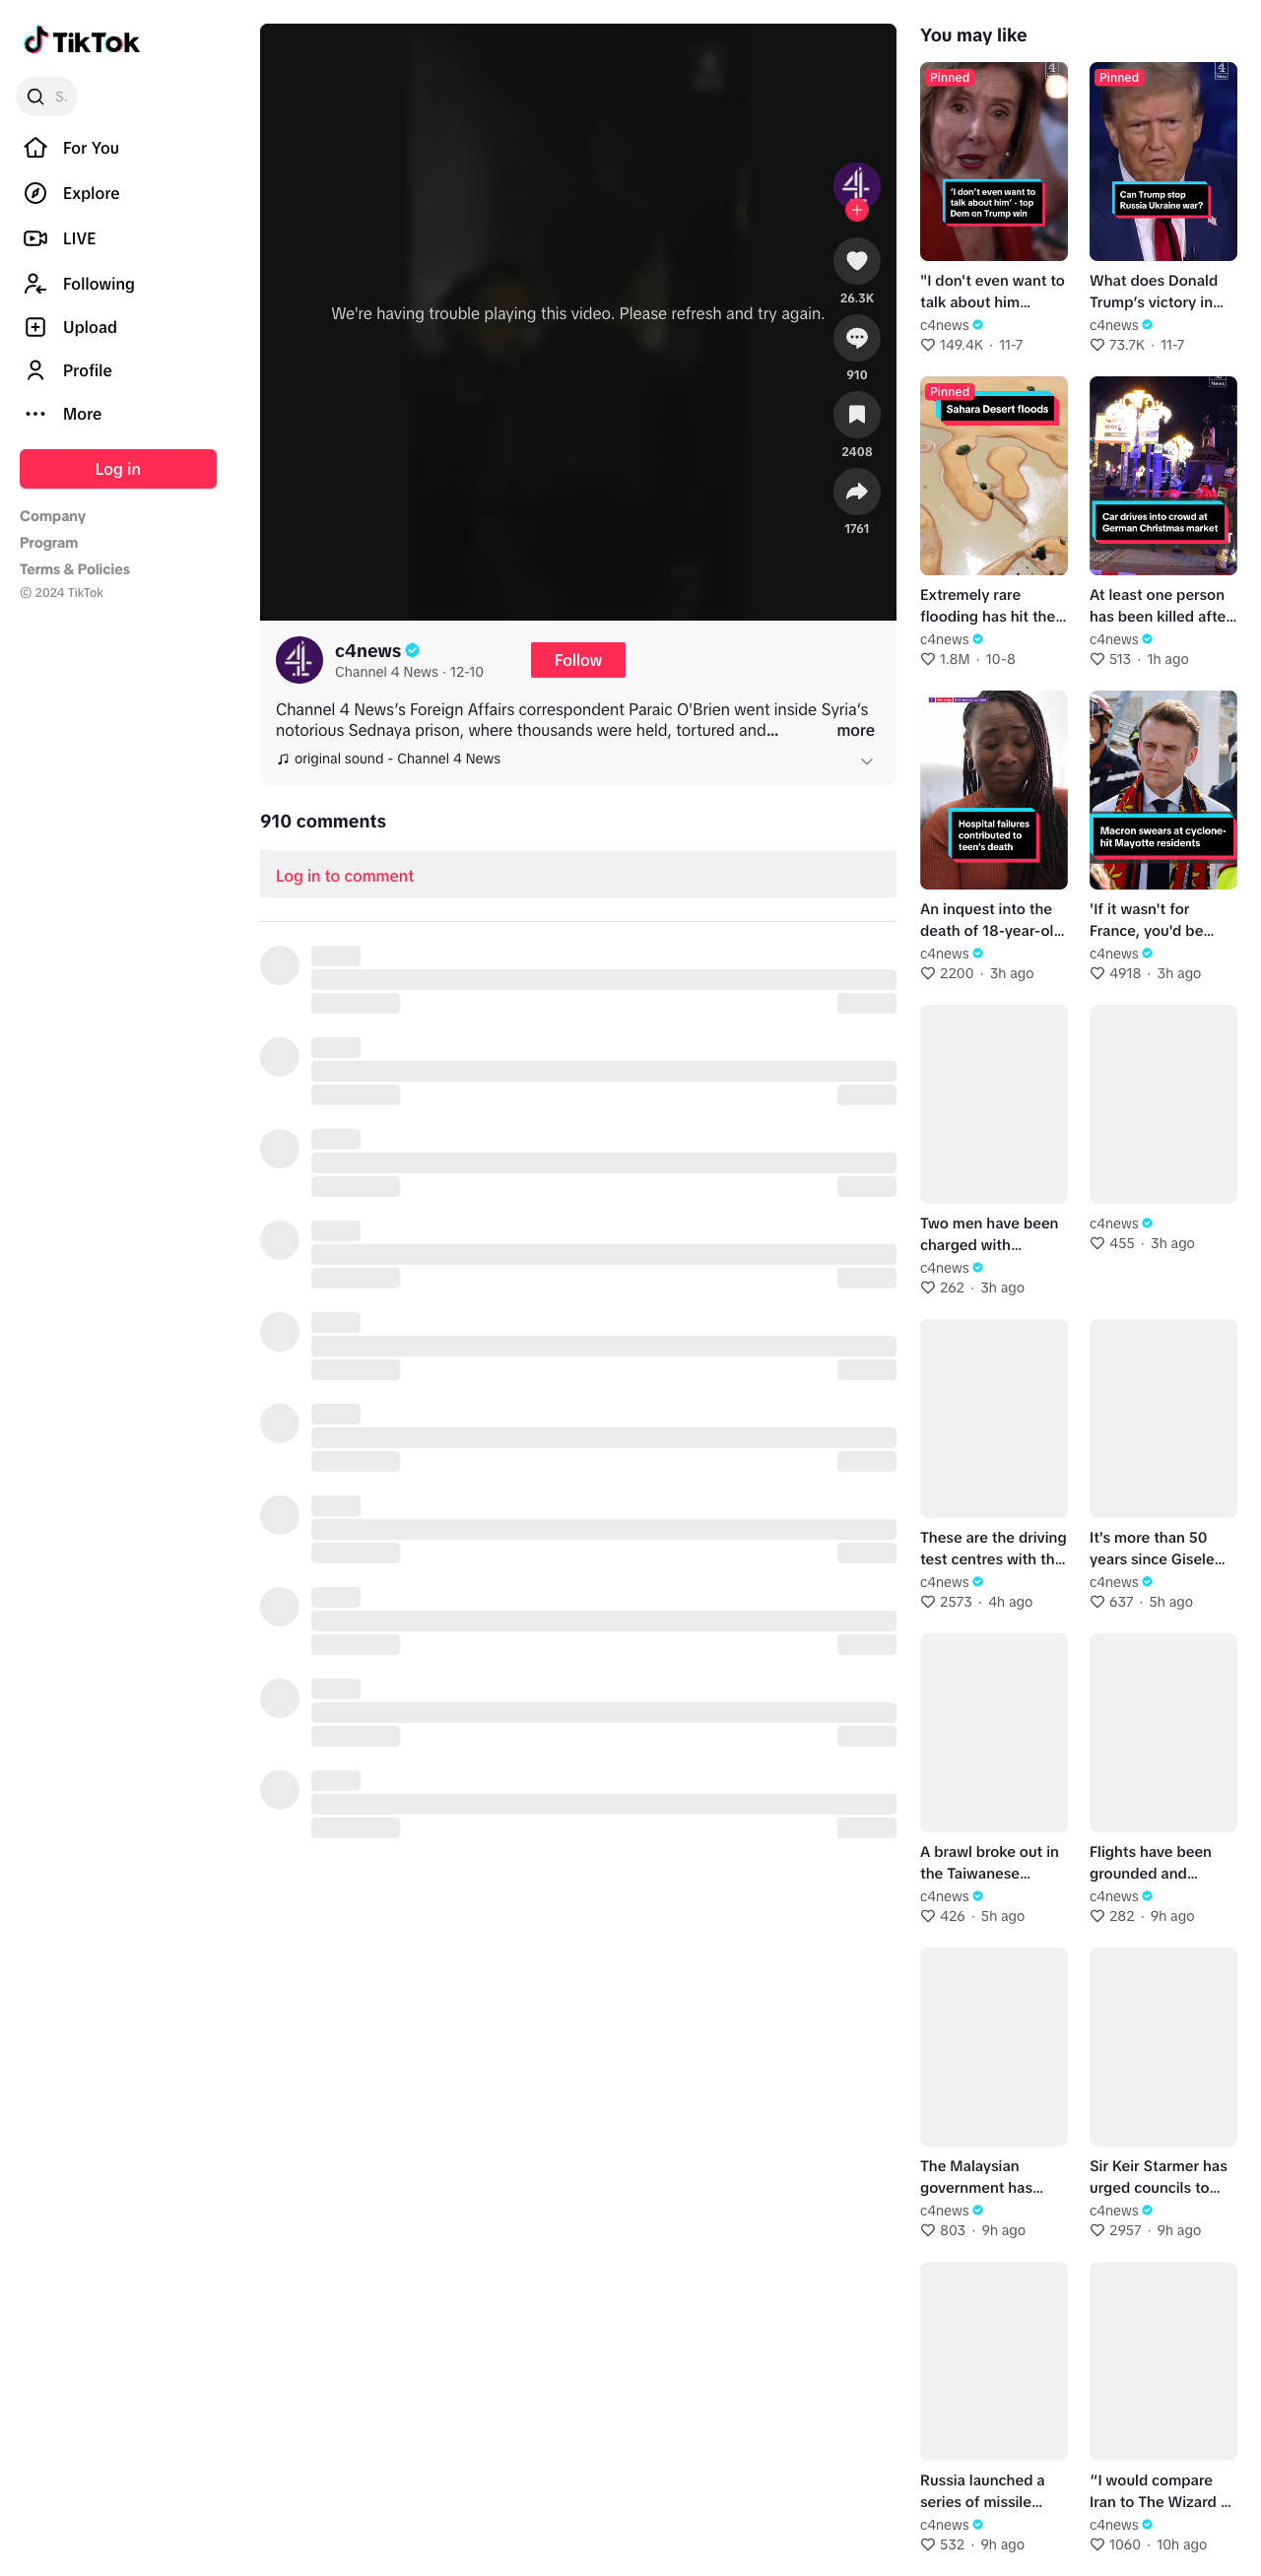 TikTok
S.
For You
Explore
LIVE
Following
Upload
Profile
More
Log in
Company
Program
Terms & Policies
© 2024 TikTok
We're having trouble playing this video. Please refresh and try again.
26.3K
910
2408
1761
c4news
Channel 4 News · 12-10
Follow
Channel 4 News’s Foreign Affairs correspondent Paraic O'Brien went inside Syria’s
notorious Sednaya prison, where thousands were held, tortured and...
more
original sound - Channel 4 News
910 comments
Log in to comment
You may like
Pinned
‘I don’t even want to
talk about him’ - top
Dem on Trump win
"I don't even want to
talk about him...
c4news
149.4K · 11-7
Pinned
Can Trump stop
Russia Ukraine war?
What does Donald
Trump’s victory in...
c4news
73.7K · 11-7
Pinned
Sahara Desert floods
Extremely rare
flooding has hit the...
c4news
1.8M · 10-8
News
Car drives into crowd at
German Christmas market
At least one person
has been killed afte...
c4news
513 · 1h ago
Hospital failures
contributed to
teen's death
An inquest into the
death of 18-year-ol...
c4news
2200 · 3h ago
Macron swears at cyclone-
hit Mayotte residents
'If it wasn't for
France, you'd be...
c4news
4918 · 3h ago
Two men have been
charged with...
c4news
262 · 3h ago
c4news
455 · 3h ago
These are the driving
test centres with th...
c4news
2573 · 4h ago
It's more than 50
years since Gisele...
c4news
637 · 5h ago
A brawl broke out in
the Taiwanese...
c4news
426 · 5h ago
Flights have been
grounded and...
c4news
282 · 9h ago
The Malaysian
government has...
c4news
803 · 9h ago
Sir Keir Starmer has
urged councils to...
c4news
2957 · 9h ago
Russia launched a
series of missile...
c4news
532 · 9h ago
“I would compare
Iran to The Wizard ...
c4news
1060 · 10h ago